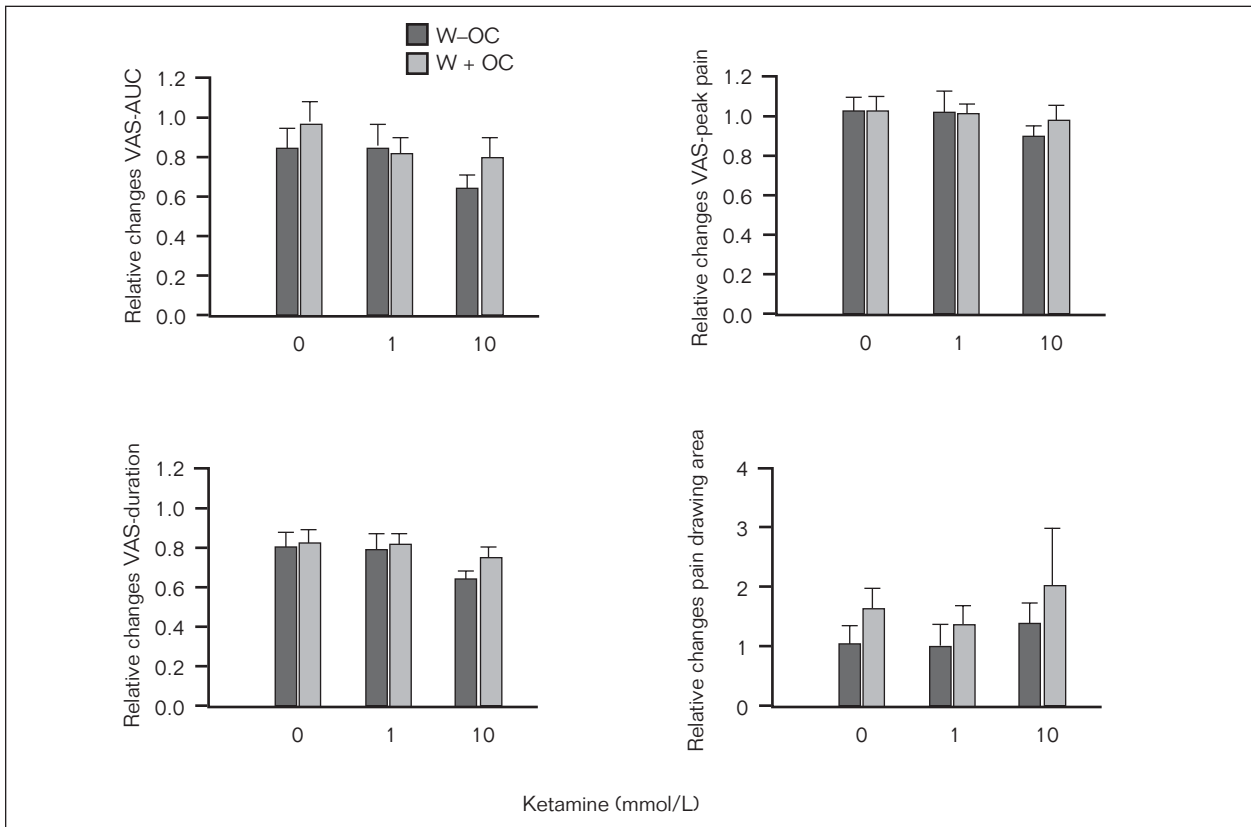 W–OC
W + OC
Relative changes VAS-AUC
1.2
1.0
0.8
0.6
0.4
0.2
0.0
0 1 10
Relative changes VAS-peak pain
1.2
1.0
0.8
0.6
0.4
0.2
0.0
0 1 10
Relative changes VAS-duration
1.2
1.0
0.8
0.6
0.4
0.2
0.0
0 1 10
Relative changes pain drawing area
4
3
2
1
0
0 1 10
Ketamine (mmol/L)